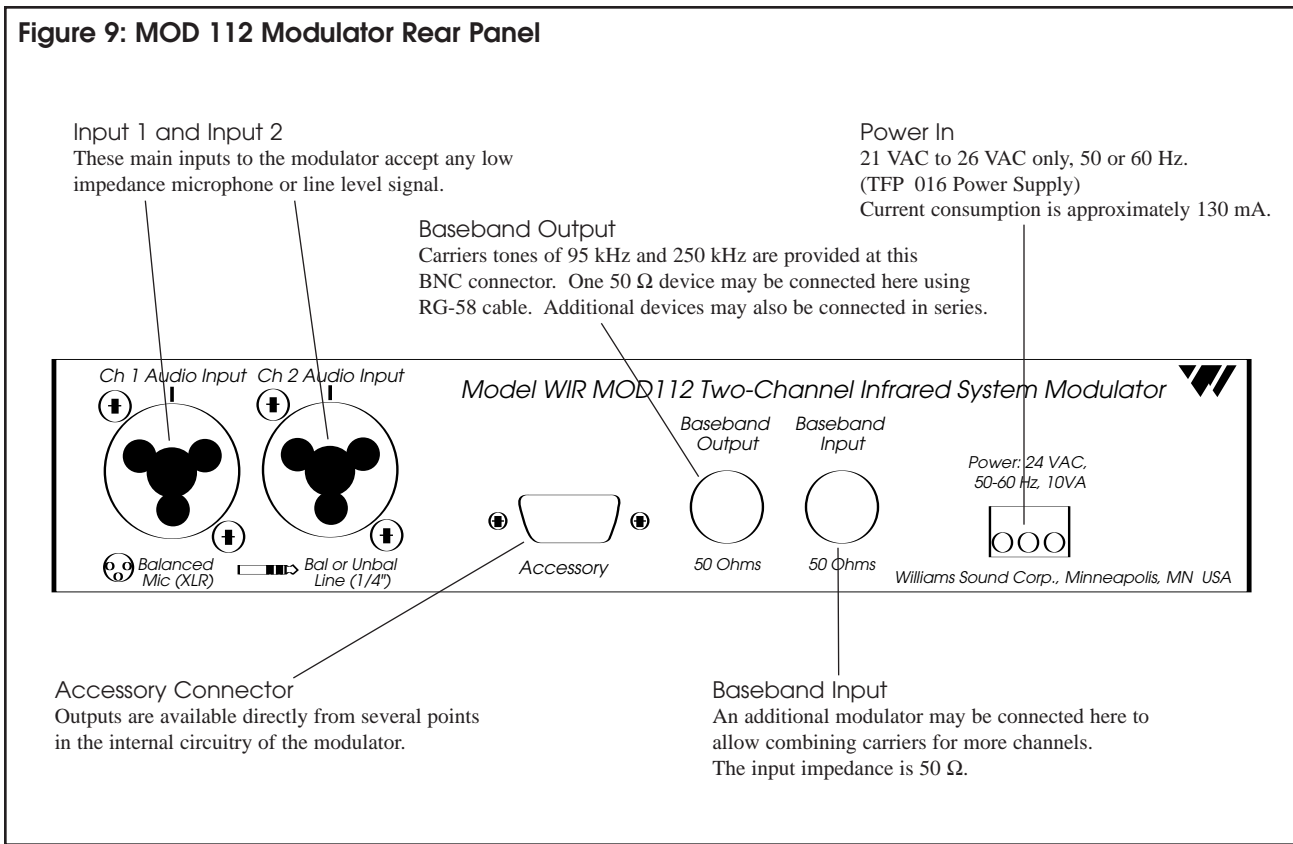 Figure 9: MOD 112 Modulator Rear Panel
Input 1 and Input 2
These main inputs to the modulator accept any low
impedance microphone or line level signal.
Power In
21 VAC to 26 VAC only, 50 or 60 Hz.
(TFP 016 Power Supply)
Current consumption is approximately 130 mA.
Baseband Output
Carriers tones of 95 kHz and 250 kHz are provided at this
BNC connector. One 50 Ω device may be connected here using
RG-58 cable. Additional devices may also be connected in series.
Ch 1 Audio Input
Ch 2 Audio Input
Model WIR MOD112 Two-Channel Infrared System Modulator
Baseband
Output
Baseband
Input
Power: 24 VAC,
50-60 Hz, 10VA
Balanced
Mic (XLR)
Bal or Unbal
Line (1/4")
Accessory
50 Ohms
50 Ohms
Williams Sound Corp., Minneapolis, MN USA
Accessory Connector
Outputs are available directly from several points
in the internal circuitry of the modulator.
Baseband Input
An additional modulator may be connected here to
allow combining carriers for more channels.
The input impedance is 50 Ω.